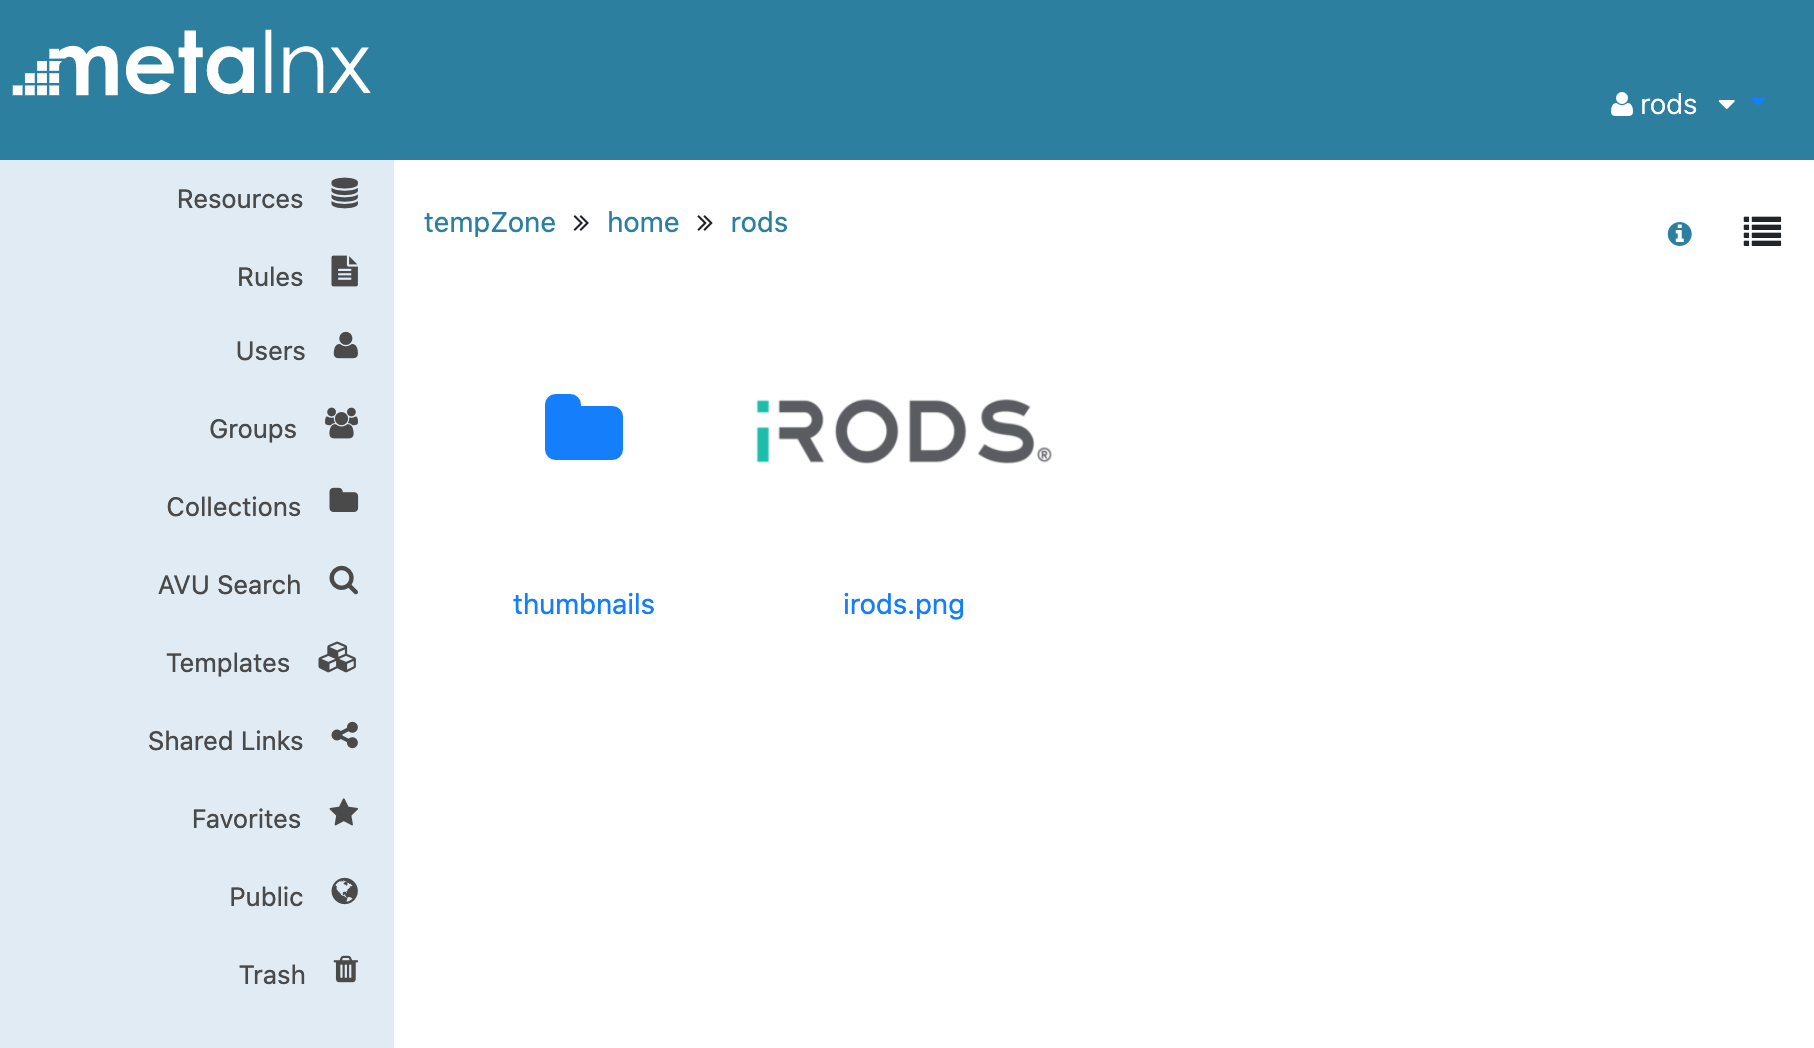 metalnx
rods
Resources
Rules
Users
Groups
Collections
AVU Search
Templates
Shared Links
Favorites
Public
Trash
tempZone » home » rods
iRODS®
thumbnails
irods.png